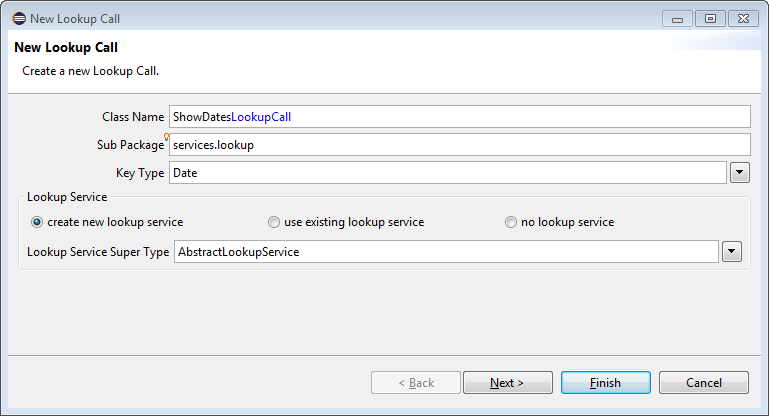 New Lookup Call
New Lookup Call
Create a new Lookup Call.
Class Name ShowDatesLookupCall
Sub Package services.lookup
Key Type Date
Lookup Service
create new lookup service use existing lookup service no lookup service
Lookup Service Super Type AbstractLookupService
< Back Next > Finish Cancel